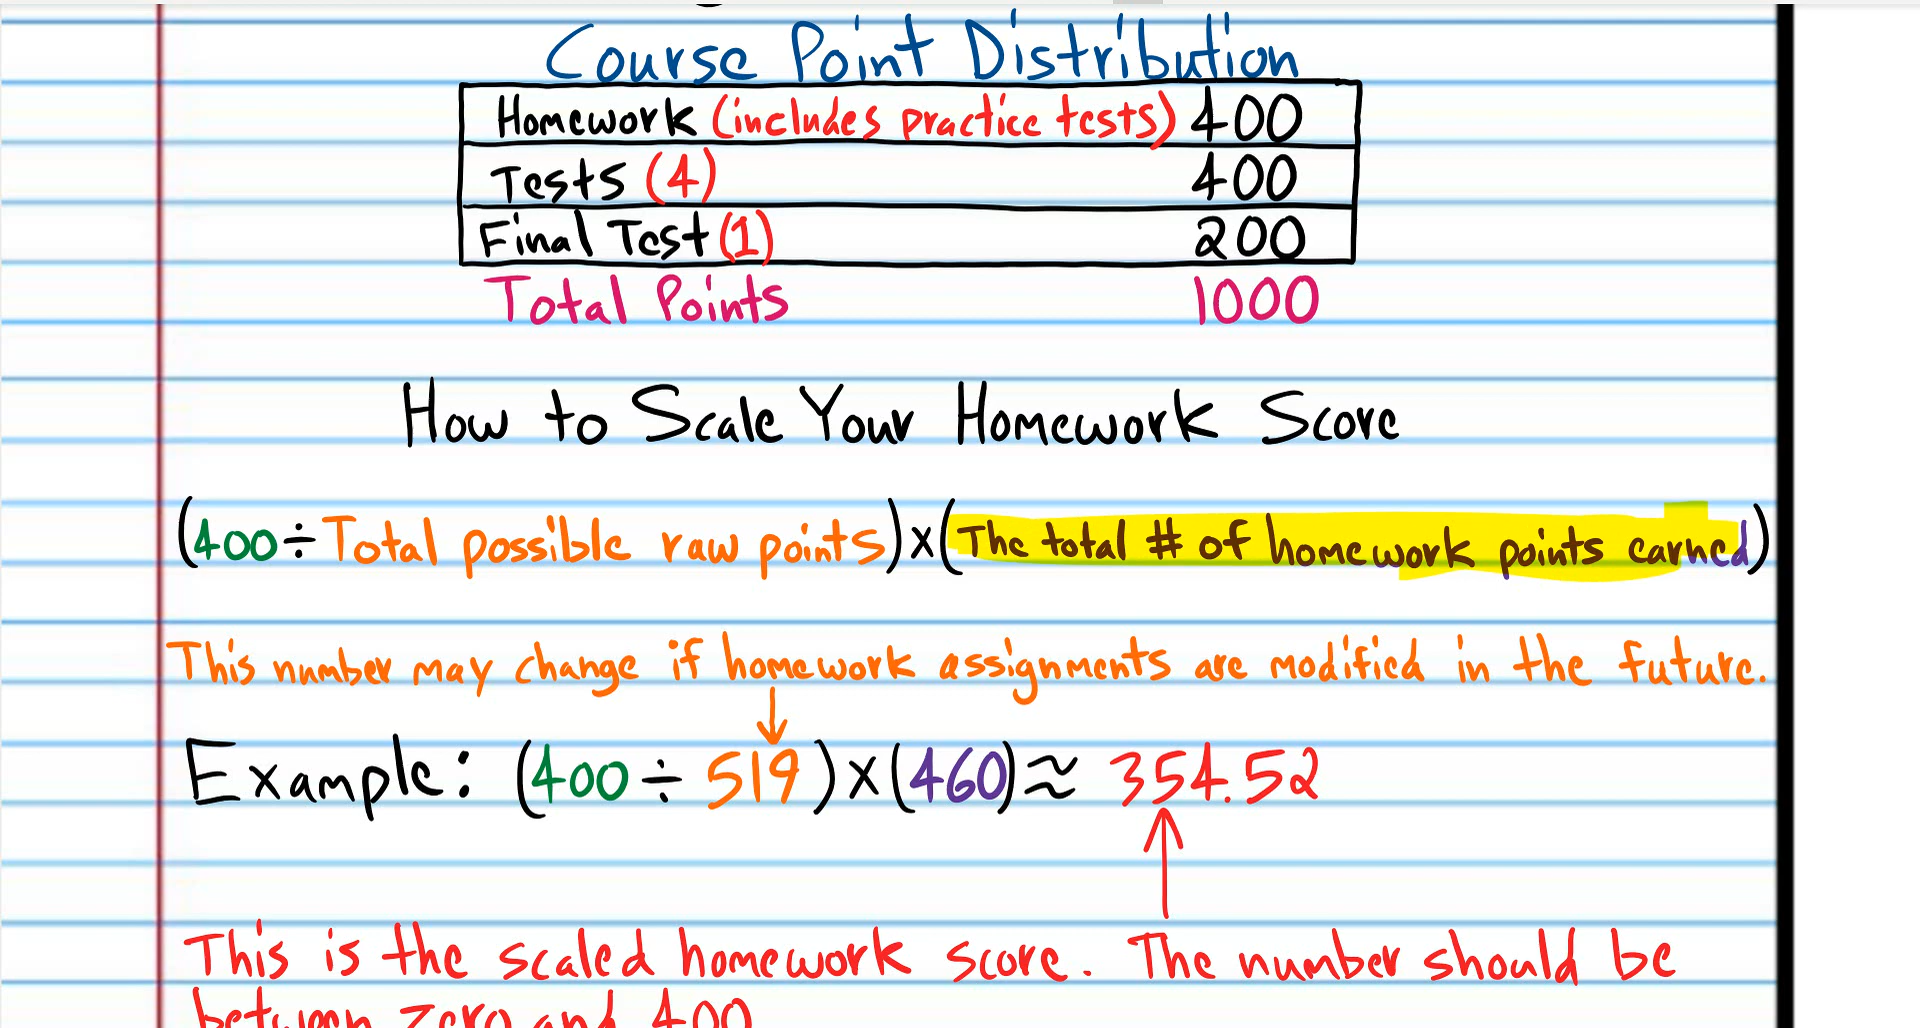 Course Point Distribution
Homework (includes practice tests) 400
Tests (4) 400
Final Test (1) 200
Total Points 1000
How to Scale Your Homework Score
(400 ÷ Total possible raw points) × (The total # of homework points earned)
This number may change if homework assignments are modified in the future.
Example: (400 ÷ 519) × (460) ≈ 354.52
This is the scaled homework score. The number should be
between zero and 400